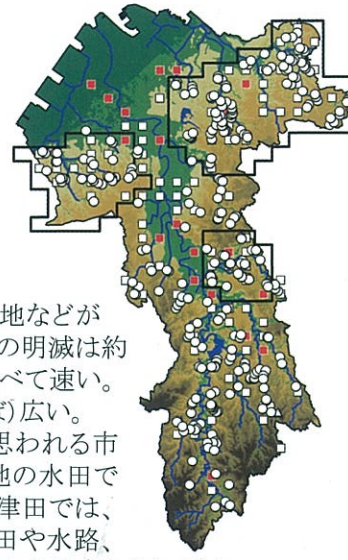 地などが
の明滅は約
べて速い。
ば)広い。
思われる市
地の水田で
津田では、
田や水路、